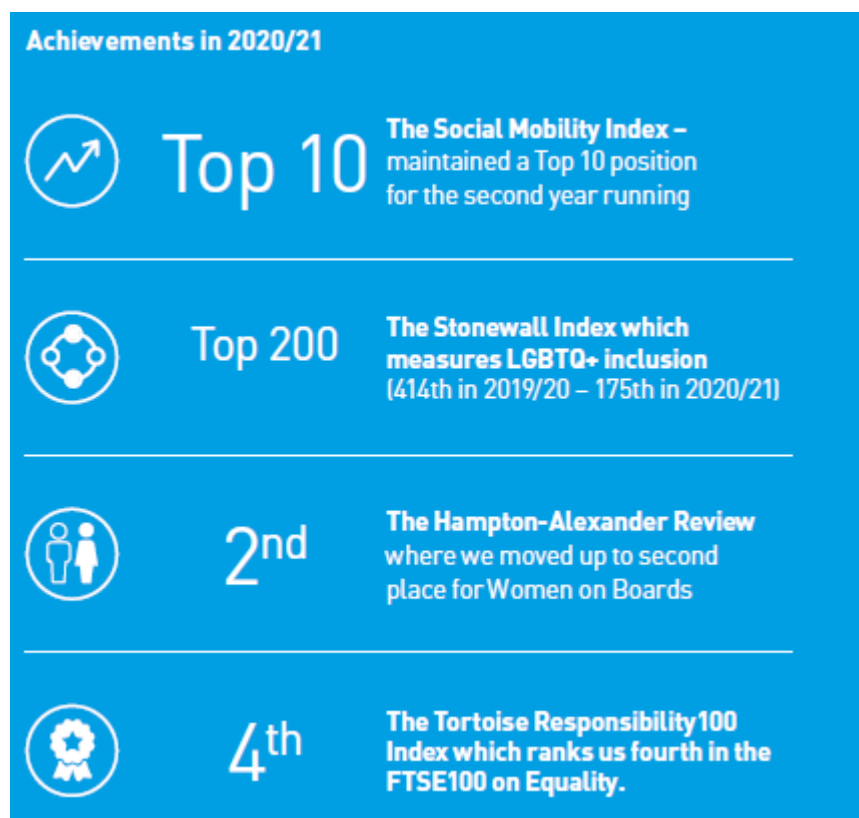 Achievements in 2020/21
Top 10
The Social Mobility Index –
maintained a Top 10 position
for the second year running
Top 200
The Stonewall Index which
measures LGBTQ+ inclusion
(414th in 2019/20 – 175th in 2020/21)
2nd
The Hampton-Alexander Review
where we moved up to second
place for Women on Boards
4th
The Tortoise Responsibility100
Index which ranks us fourth in the
FTSE100 on Equality.